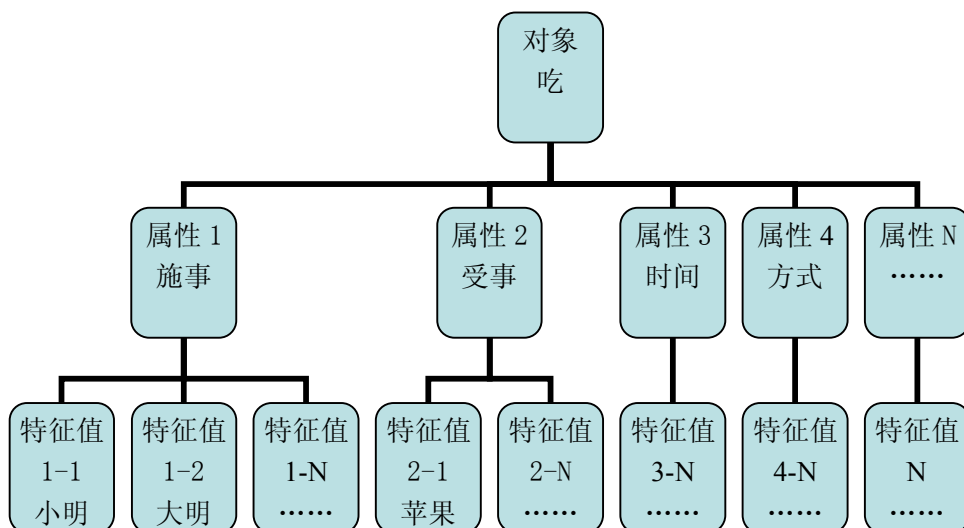 对象
吃
属性 1
施事
属性 2
受事
属性 3
时间
属性 4
方式
属性 N
……
特征值
1-1
小明
特征值
1-2
大明
特征值
1-N
……
特征值
2-1
苹果
特征值
2-N
……
特征值
3-N
……
特征值
4-N
……
特征值
N
……